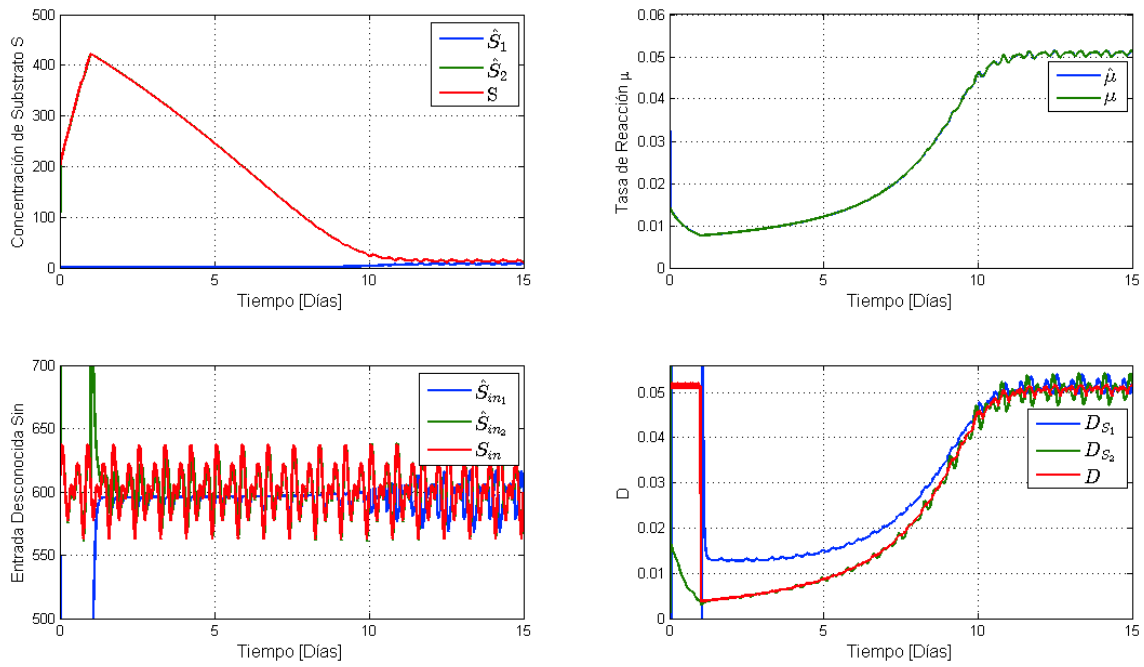 500
400
300
200
100
0
0
5
10
15
Concentración de Substrato S
Tiempo [Días]
Ŝ₁
Ŝ₂
S
0.06
0.05
0.04
0.03
0.02
0.01
0
0
5
10
15
Tasa de Reacción μ
Tiempo [Días]
μ̂
μ
700
650
600
550
500
0
5
10
15
Entrada Desconocida Sin
Tiempo [Días]
Ŝin₁
Ŝin₂
Sin
0.05
0.04
0.03
0.02
0.01
0
0
5
10
15
D
Tiempo [Días]
DS₁
DS₂
D